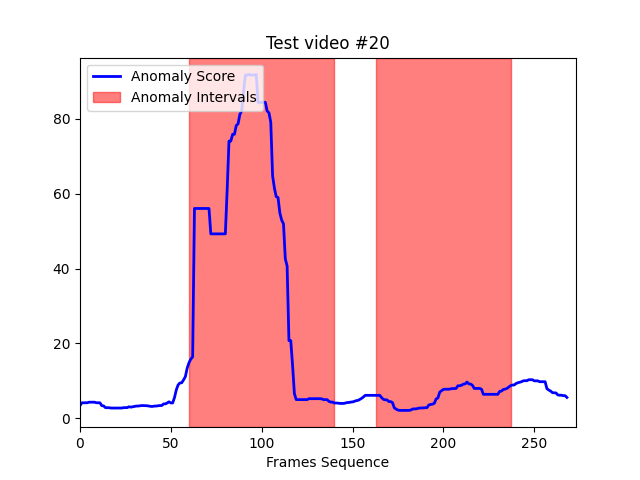 Test video #20
Anomaly Score
Anomaly Intervals
80
60
40
20
0
0 50 100 150 200 250
Frames Sequence